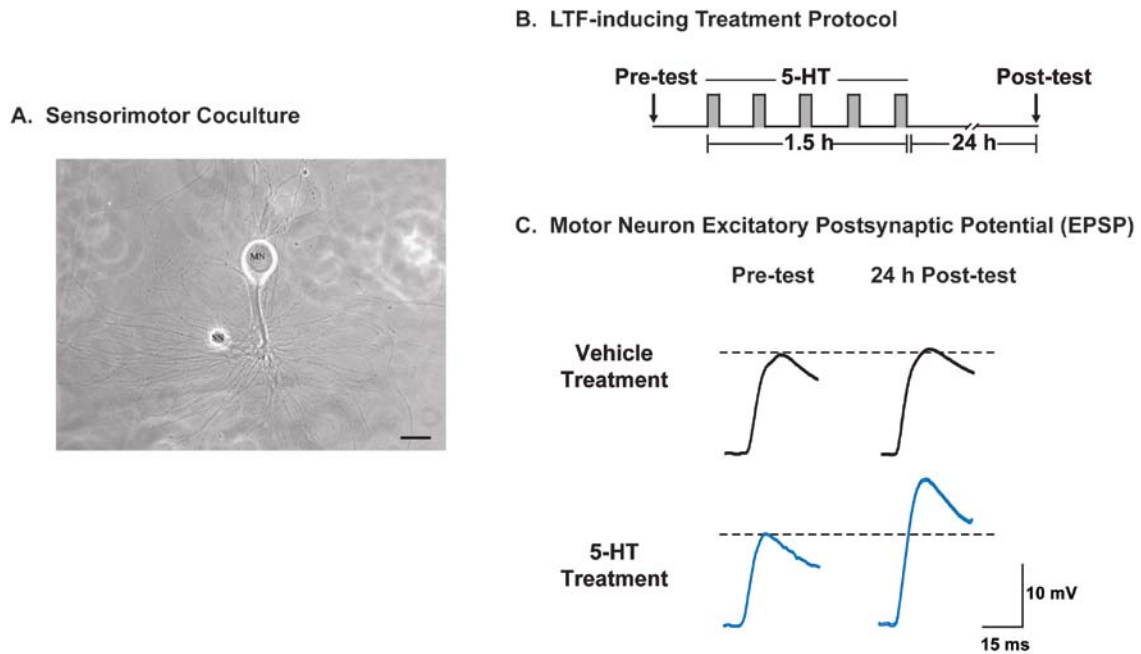 A. Sensorimotor Coculture
MN
SN
B. LTF-inducing Treatment Protocol
Pre-test
5-HT
Post-test
1.5 h
24 h
C. Motor Neuron Excitatory Postsynaptic Potential (EPSP)
Pre-test
24 h Post-test
Vehicle
Treatment
5-HT
Treatment
10 mV
15 ms